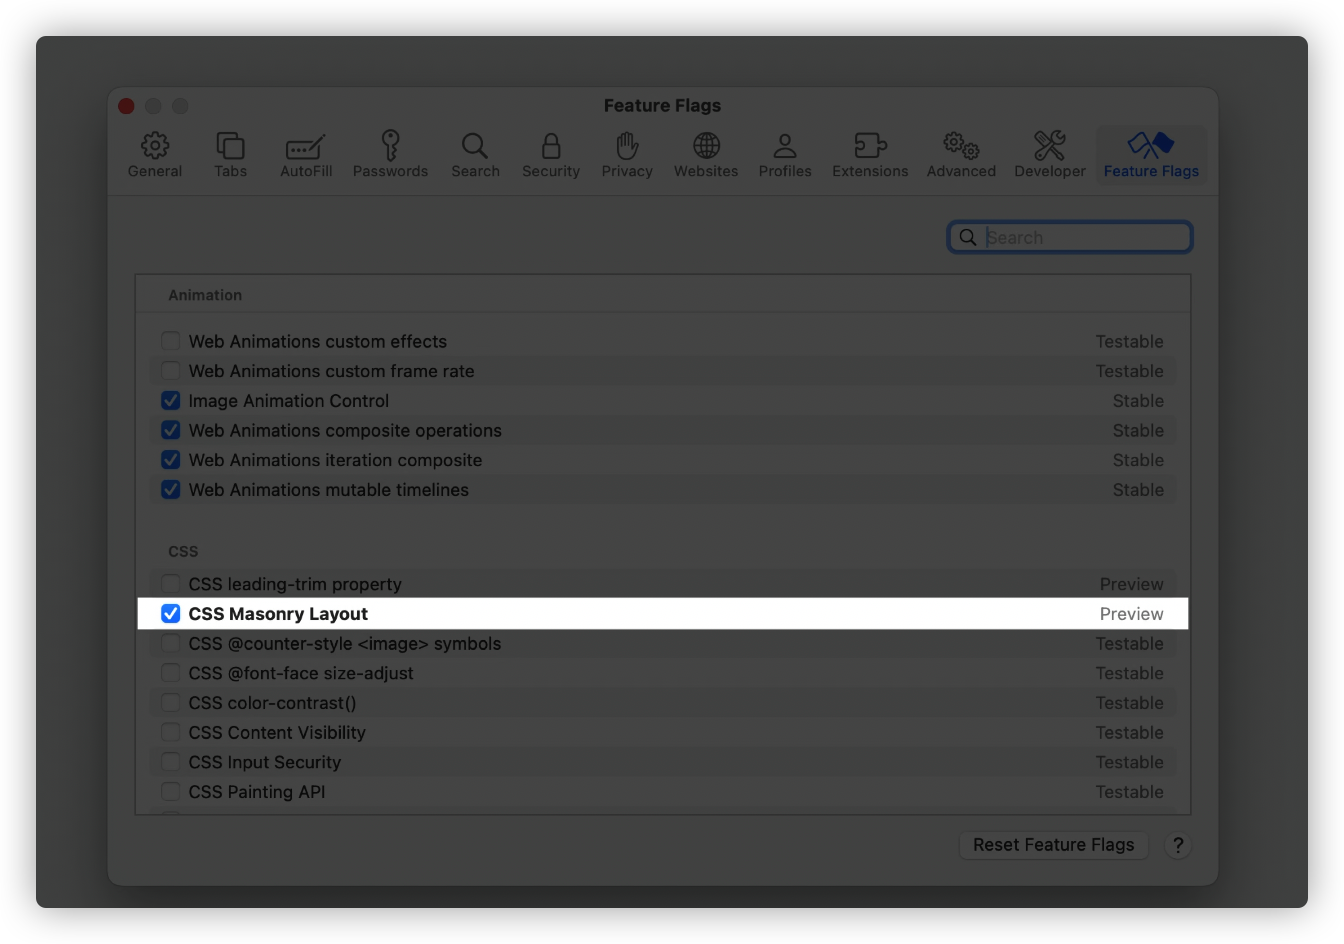 Feature Flags
General Tabs AutoFill Passwords Search Security Privacy Websites Profiles Extensions Advanced Developer Feature Flags
Search
Animation
Web Animations custom effects Testable
Web Animations custom frame rate Testable
Image Animation Control Stable
Web Animations composite operations Stable
Web Animations iteration composite Stable
Web Animations mutable timelines Stable
CSS
CSS leading-trim property Preview
CSS Masonry Layout Preview
CSS @counter-style <image> symbols Testable
CSS @font-face size-adjust Testable
CSS color-contrast() Testable
CSS Content Visibility Testable
CSS Input Security Testable
CSS Painting API Testable
Reset Feature Flags ?